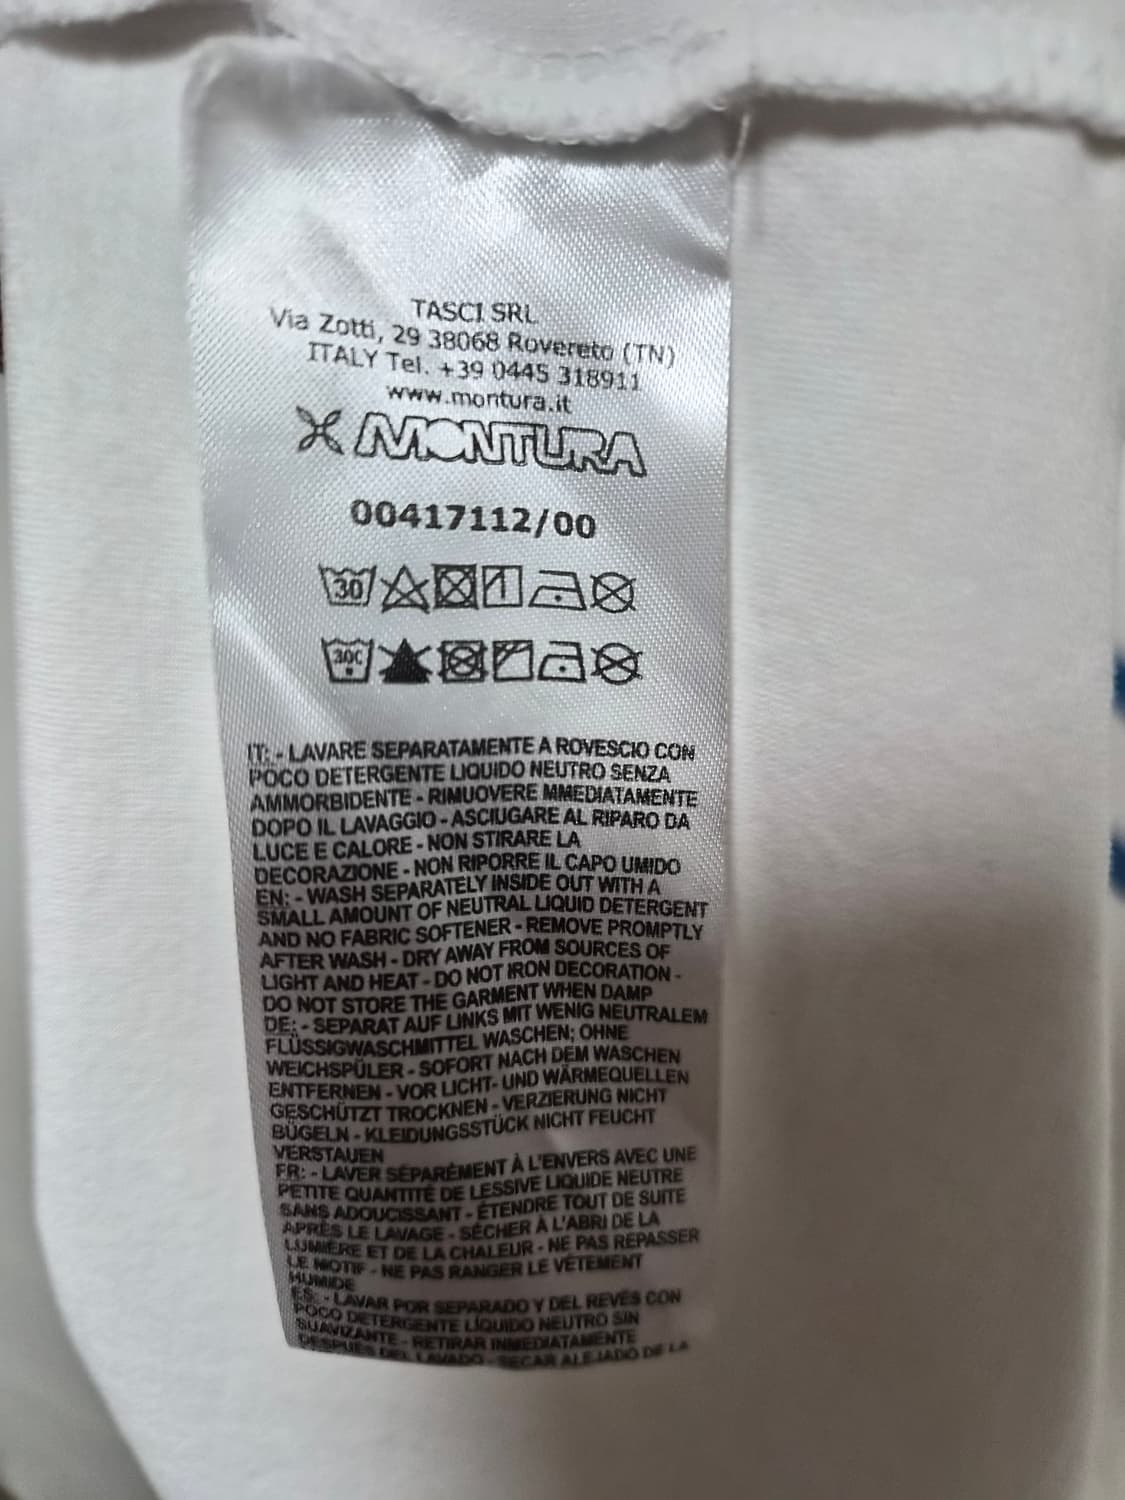 TASCI SRL
Via Zotti, 29 38068 Rovereto (TN)
ITALY Tel. +39 0445 318911
www.montura.it
MONTURA
00417112/00
30
30C
IT: - LAVARE SEPARATAMENTE A ROVESCIO CON
POCO DETERGENTE LIQUIDO NEUTRO SENZA
AMMORBIDENTE - RIMUOVERE MMEDIATAMENTE
DOPO IL LAVAGGIO - ASCIUGARE AL RIPARO DA
LUCE E CALORE - NON STIRARE LA
DECORAZIONE - NON RIPORRE IL CAPO UMIDO
EN: - WASH SEPARATELY INSIDE OUT WITH A
SMALL AMOUNT OF NEUTRAL LIQUID DETERGENT
AND NO FABRIC SOFTENER - REMOVE PROMPTLY
AFTER WASH - DRY AWAY FROM SOURCES OF
LIGHT AND HEAT - DO NOT IRON DECORATION -
DO NOT STORE THE GARMENT WHEN DAMP
DE: - SEPARAT AUF LINKS MIT WENIG NEUTRALEM
FLÜSSIGWASCHMITTEL WASCHEN; OHNE
WEICHSPÜLER - SOFORT NACH DEM WASCHEN
ENTFERNEN - VOR LICHT- UND WÄRMEQUELLEN
GESCHÜTZT TROCKNEN - VERZIERUNG NICHT
BÜGELN - KLEIDUNGSSTÜCK NICHT FEUCHT
VERSTAUEN
FR: - LAVER SÉPARÉMENT À L'ENVERS AVEC UNE
PETITE QUANTITÉ DE LESSIVE LIQUIDE NEUTRE
SANS ADOUCISSANT - ÉTENDRE TOUT DE SUITE
APRÈS LE LAVAGE - SÉCHER À L'ABRI DE LA
LUMIÈRE ET DE LA CHALEUR - NE PAS REPASSER
LE MOTIF - NE PAS RANGER LE VÊTEMENT
HUMIDE
ES: - LAVAR POR SEPARADO Y DEL REVÉS CON
POCO DETERGENTE LÍQUIDO NEUTRO SIN
SUAVIZANTE - RETIRAR INMEDIATAMENTE
DESPUÉS DEL LAVADO - SECAR ALEJADO DE LA